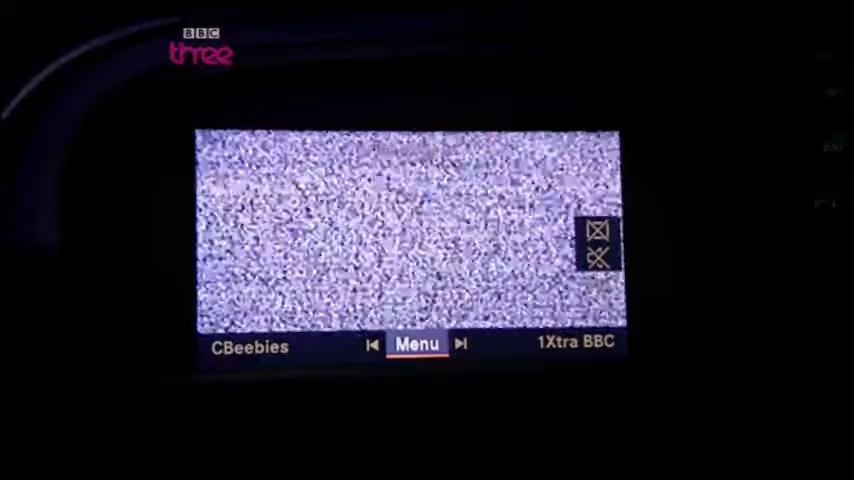 BBC
three
CBeebies
Menu
1Xtra BBC